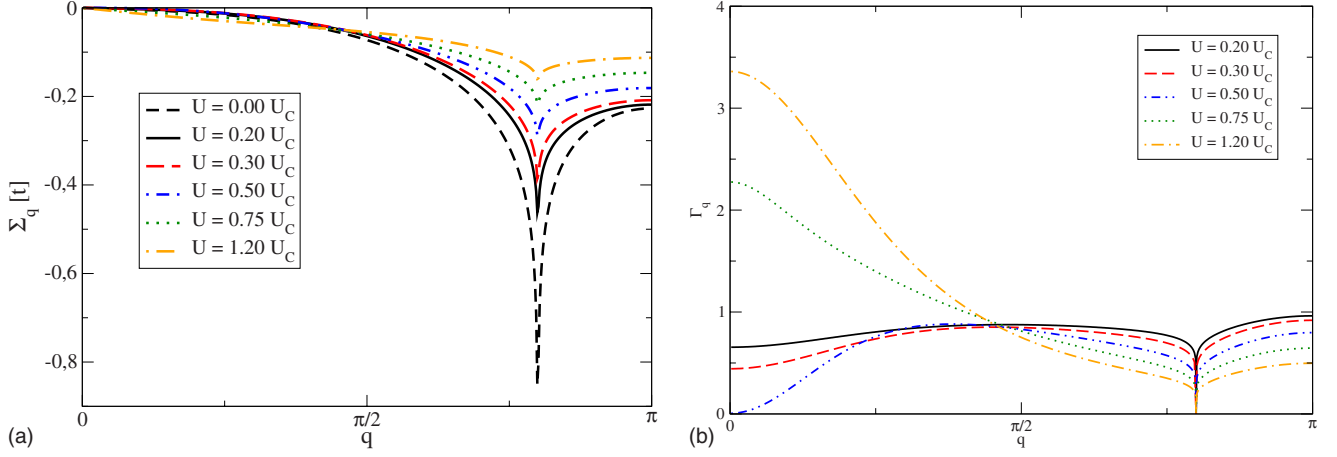 0
-0,2
-0,4
-0,6
-0,8
Σq [t]
U = 0.00 UC
U = 0.20 UC
U = 0.30 UC
U = 0.50 UC
U = 0.75 UC
U = 1.20 UC
0
π/2
π
q
(a)
4
3
2
1
0
Γq
U = 0.20 UC
U = 0.30 UC
U = 0.50 UC
U = 0.75 UC
U = 1.20 UC
0
π/2
π
q
(b)